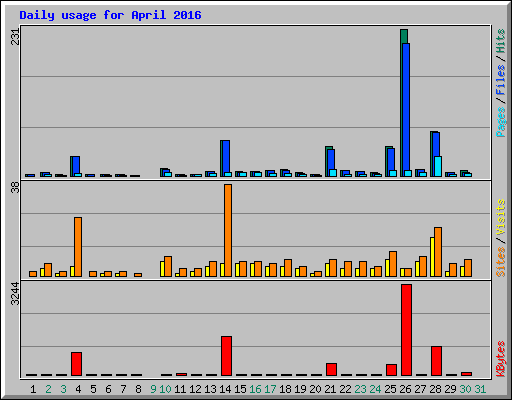 Daily usage for April 2016
231
Pages / Files / Hits
38
Sites / Visits
3244
KBytes
1 2 3 4 5 6 7 8 9 10 11 12 13 14 15 16 17 18 19 20 21 22 23 24 25 26 27 28 29 30 31